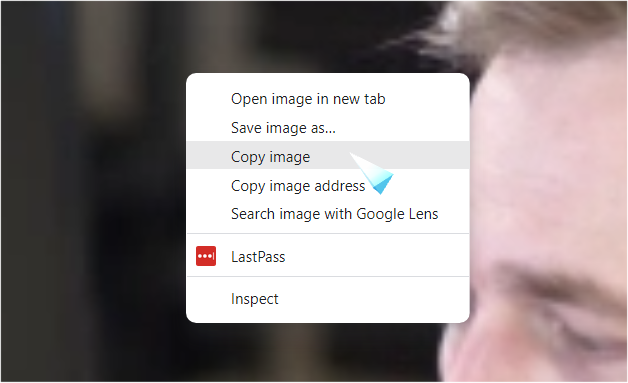 Open image in new tab
Save image as...
Copy image
Copy image address
Search image with Google Lens
LastPass
Inspect